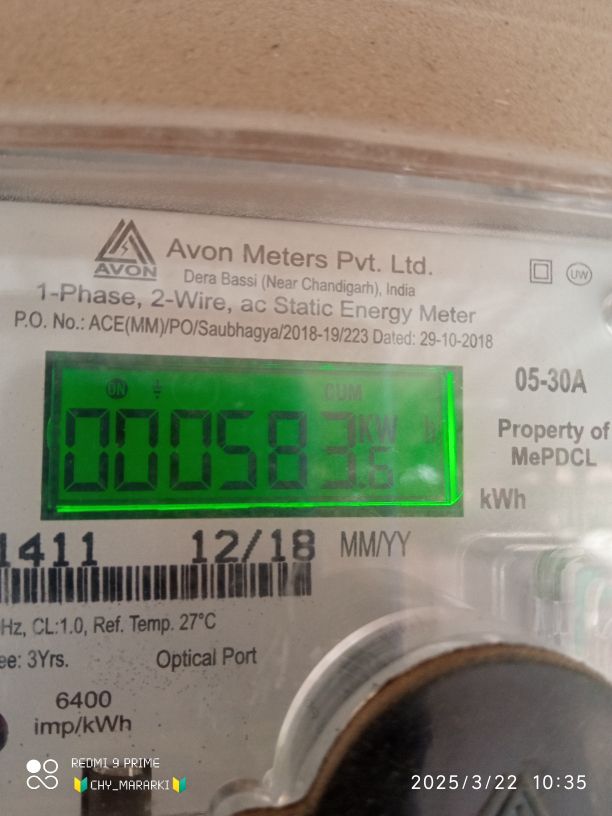 AVON
Avon Meters Pvt. Ltd.
Dera Bassi (Near Chandigarh), India
1-Phase, 2-Wire, ac Static Energy Meter
P.O. No.: ACE(MM)/PO/Saubhagya/2018-19/223 Dated: 29-10-2018
UW
ON CUM
000583.6 KW h
05-30A
Property of
MePDCL
kWh
1411 12/18 MM/YY
Hz, CL:1.0, Ref. Temp. 27°C
ee: 3Yrs. Optical Port
6400
imp/kWh
REDMI 9 PRIME
CHY_MARARKI
2025/3/22 10:35